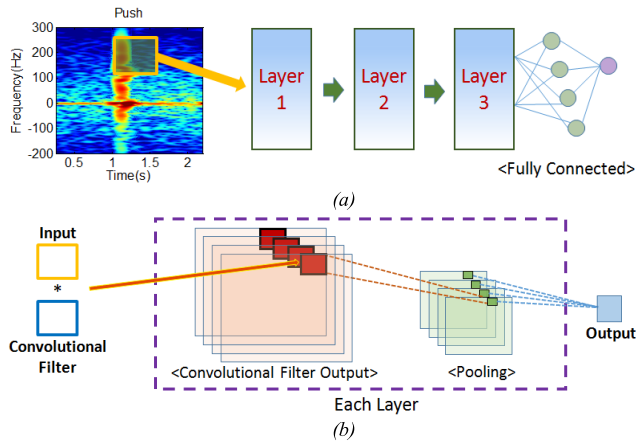 Push
Frequency(Hz)
300
200
100
0
-100
-200
0.5 1 1.5 2
Time(s)
Layer
1
Layer
2
Layer
3
<Fully Connected>
(a)
Input
*
Convolutional
Filter
<Convolutional Filter Output>
<Pooling>
Output
Each Layer
(b)